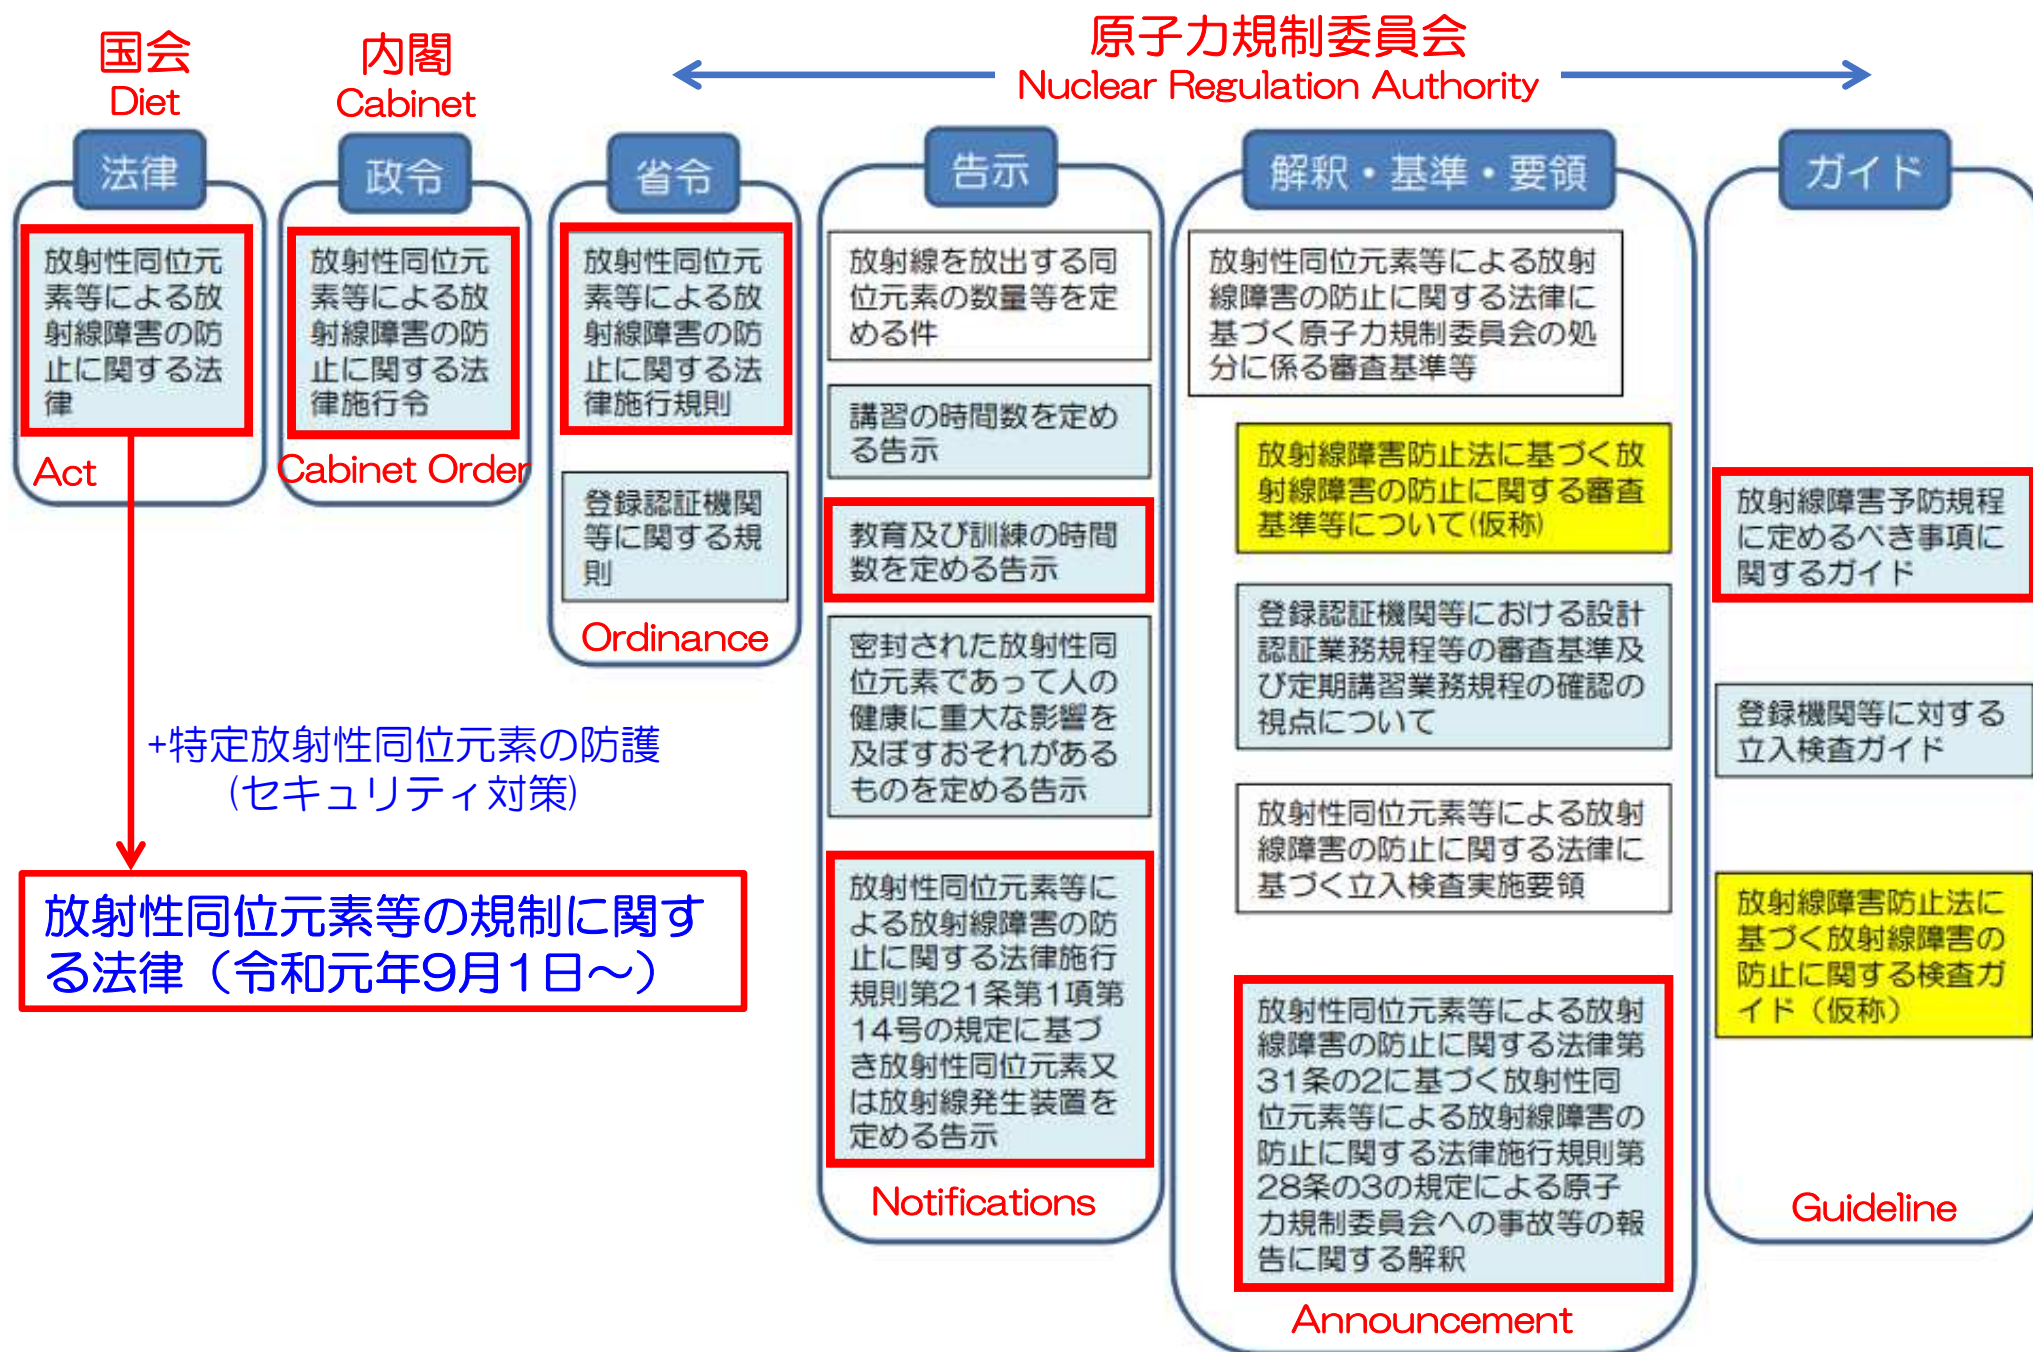 国会
Diet
内閣
Cabinet
原子力規制委員会
Nuclear Regulation Authority
法律
放射性同位元
素等による放
射線障害の防
止に関する法
律
Act
政令
放射性同位元
素等による放
射線障害の防
止に関する法
律施行令
Cabinet Order
省令
放射性同位元
素等による放
射線障害の防
止に関する法
律施行規則
登録認証機関
等に関する規
則
Ordinance
+特定放射性同位元素の防護
(セキュリティ対策)
放射性同位元素等の規制に関す
る法律（令和元年9月1日～）
告示
放射線を放出する同
位元素の数量等を定
める件
講習の時間数を定め
る告示
教育及び訓練の時間
数を定める告示
密封された放射性同
位元素であって人の
健康に重大な影響を
及ぼすおそれがある
ものを定める告示
放射性同位元素等に
よる放射線障害の防
止に関する法律施行
規則第21条第1項第
14号の規定に基づ
き放射性同位元素又
は放射線発生装置を
定める告示
Notifications
解釈・基準・要領
放射性同位元素等による放射
線障害の防止に関する法律に
基づく原子力規制委員会の処
分に係る審査基準等
放射線障害防止法に基づく放
射線障害の防止に関する審査
基準等について(仮称)
登録認証機関等における設計
認証業務規程等の審査基準及
び定期講習業務規程の確認の
視点について
放射性同位元素等による放射
線障害の防止に関する法律に
基づく立入検査実施要領
放射性同位元素等による放射
線障害の防止に関する法律第
31条の2に基づく放射性同
位元素等による放射線障害の
防止に関する法律施行規則第
28条の3の規定による原子
力規制委員会への事故等の報
告に関する解釈
Announcement
ガイド
放射線障害予防規程
に定めるべき事項に
関するガイド
登録機関等に対する
立入検査ガイド
放射線障害防止法に
基づく放射線障害の
防止に関する検査ガ
イド（仮称）
Guideline